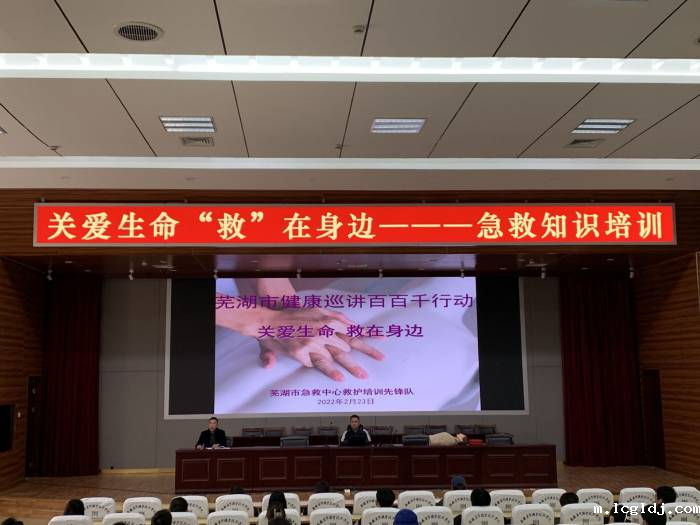 关爱生命“救”在身边———急救知识培训
芜湖市健康巡讲百百千行动
关爱生命 救在身边
芜湖市急救中心救护培训先锋队
2022年2月23日
m.lcgldj.com